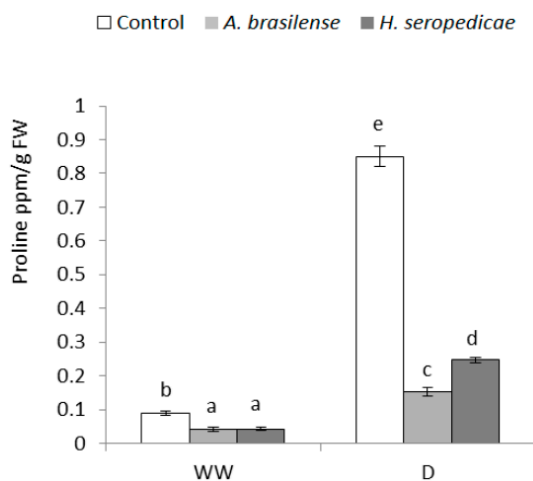 Control A. brasilense H. seropedicae
Proline ppm/g FW
1
0.9
0.8
0.7
0.6
0.5
0.4
0.3
0.2
0.1
0
b a a e c d
WW D